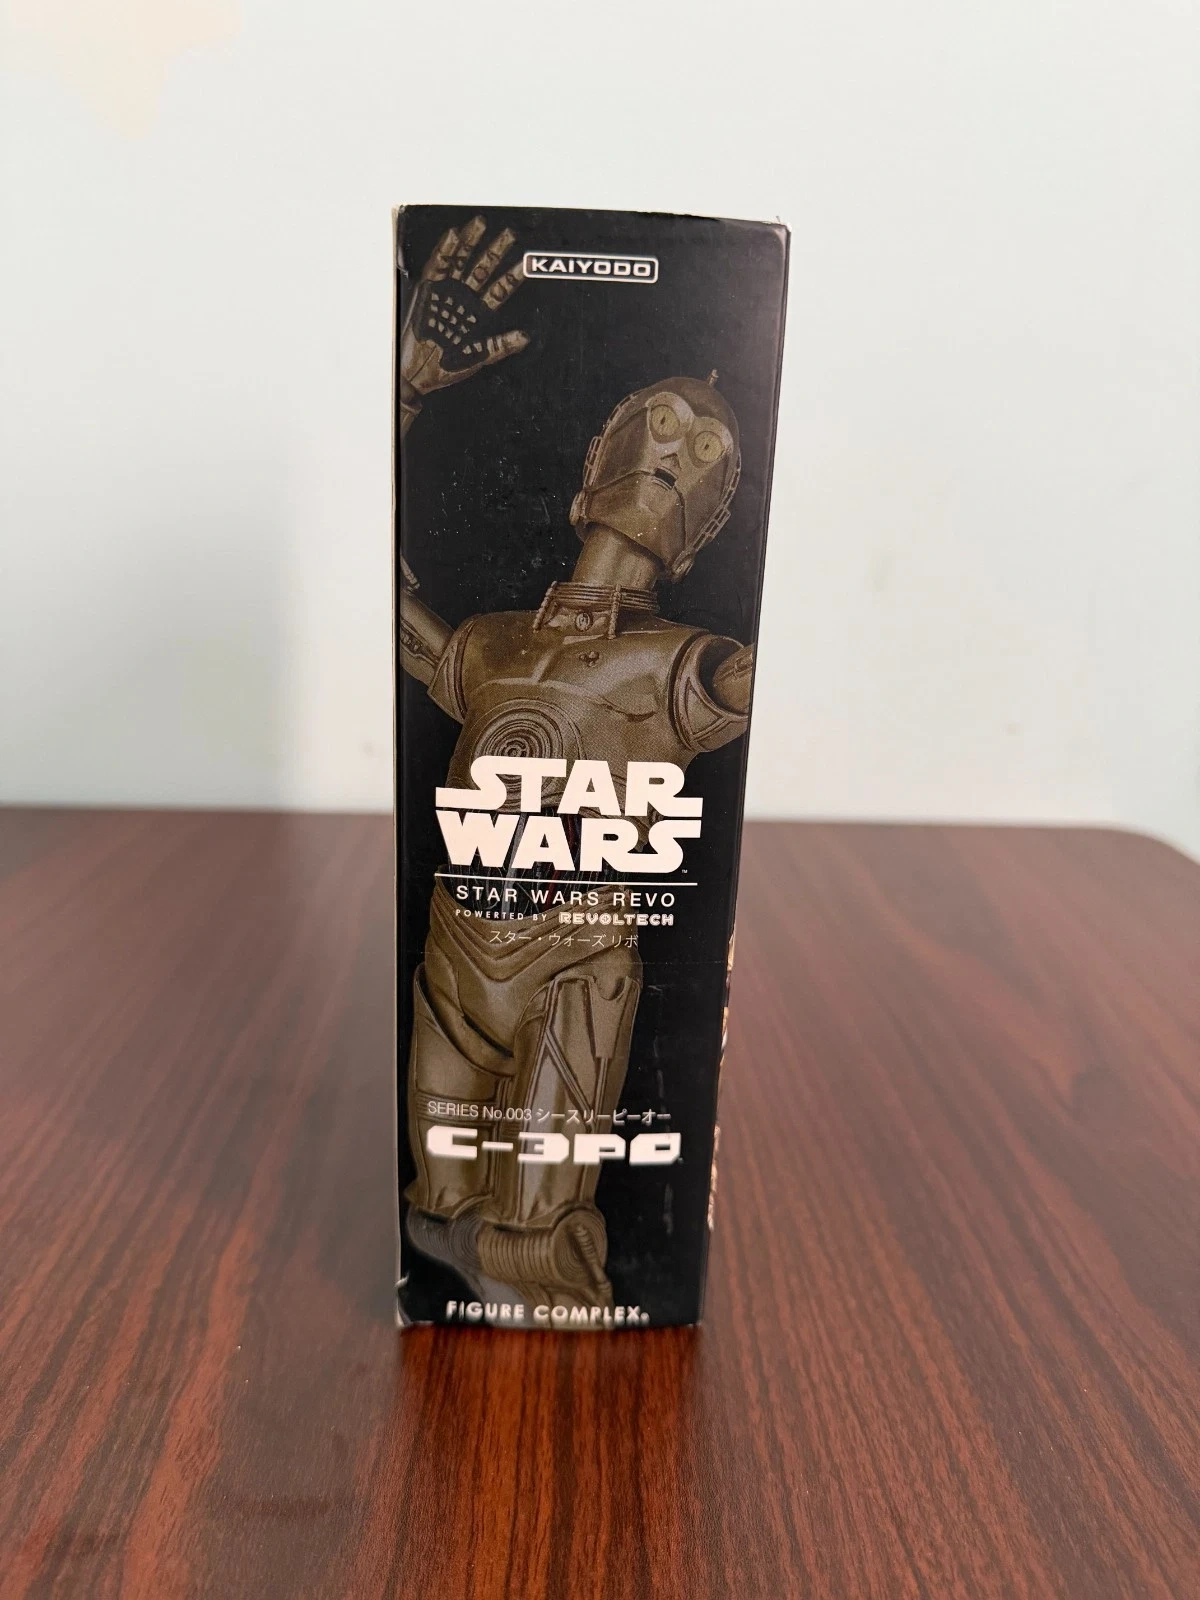 KAIYODO
STAR
WARS™
STAR WARS REVO
POWERTED BY REVOLTECH
スター・ウォーズ リボ
SERIES No.003 シースリーピーオー
C-3PO
FIGURE COMPLEX®